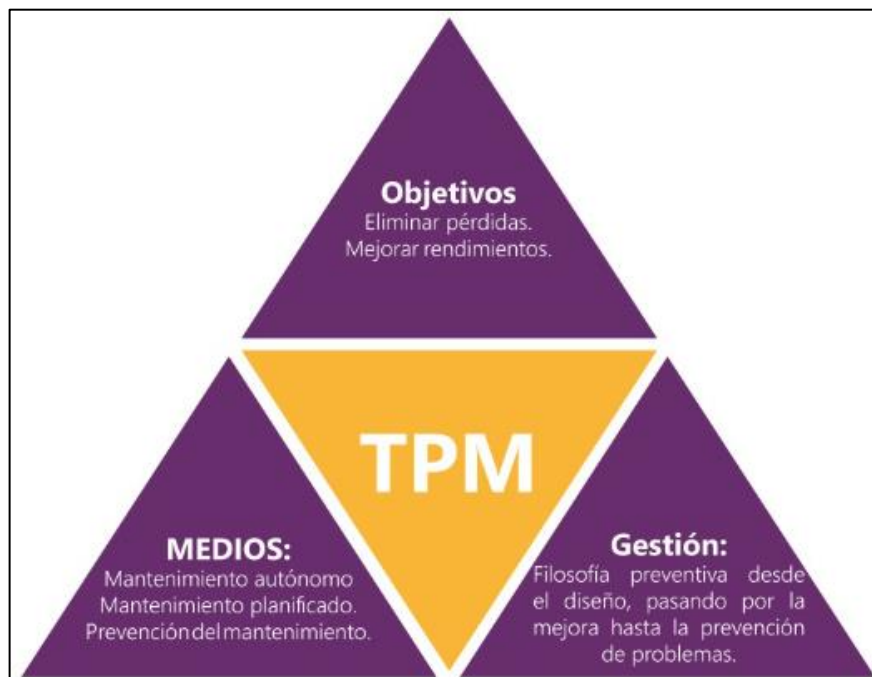 Objetivos
Eliminar pérdidas.
Mejorar rendimientos.
TPM
MEDIOS:
Mantenimiento autónomo
Mantenimiento planificado.
Prevención del mantenimiento.
Gestión:
Filosofía preventiva desde
el diseño, pasando por la
mejora hasta la prevención
de problemas.